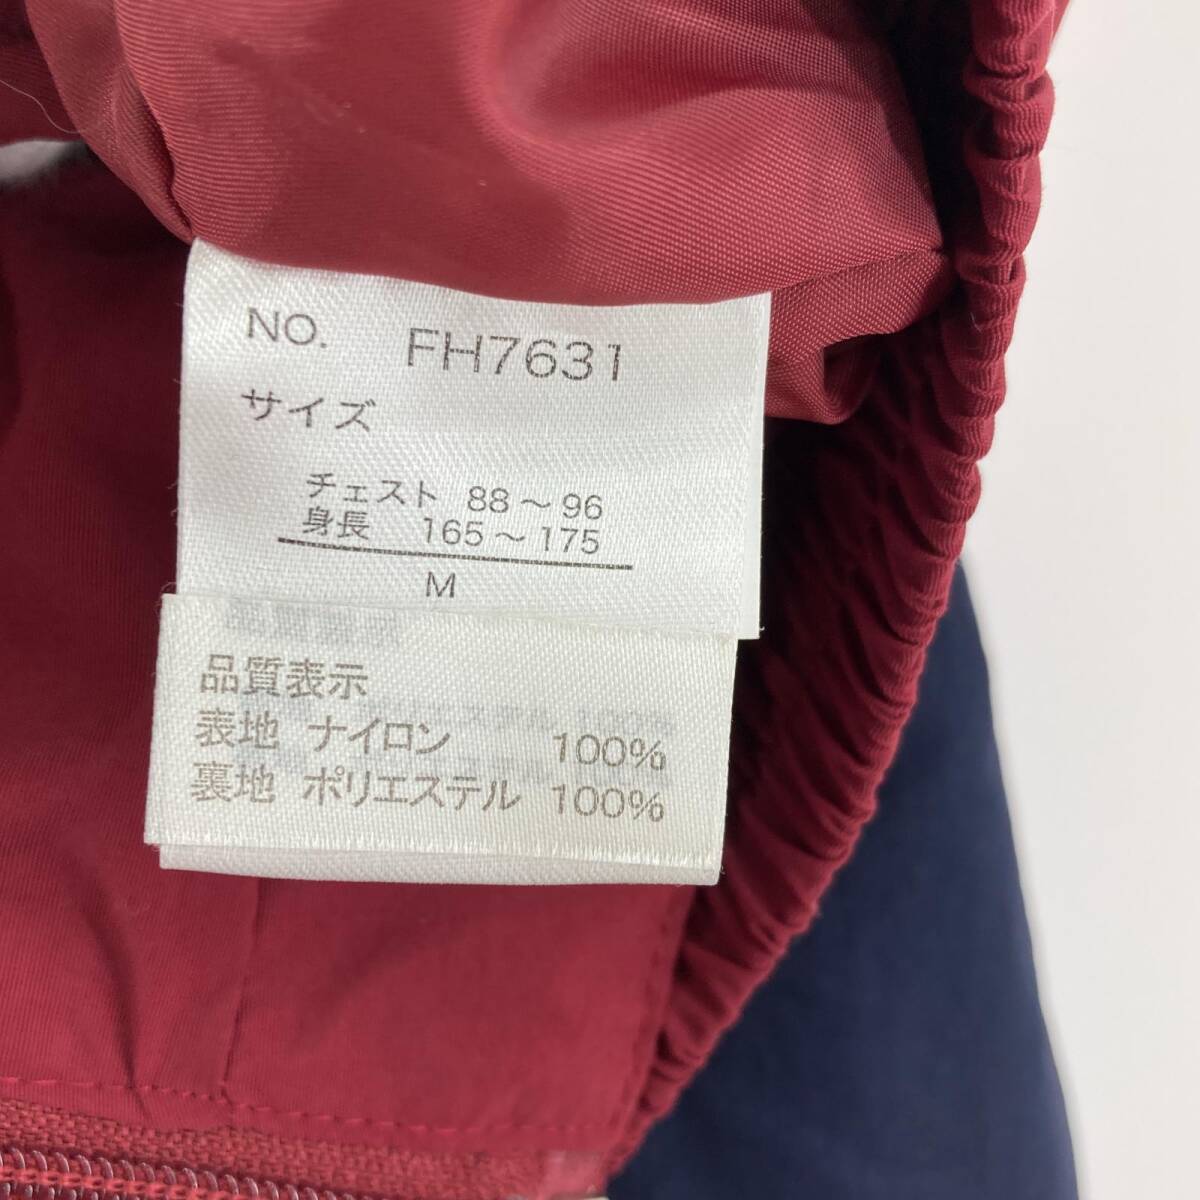 NO. FH7631
サイズ
チェスト 88～96
身長 165～175
M
品質表示
表地 ナイロン 100%
裏地 ポリエステル 100%